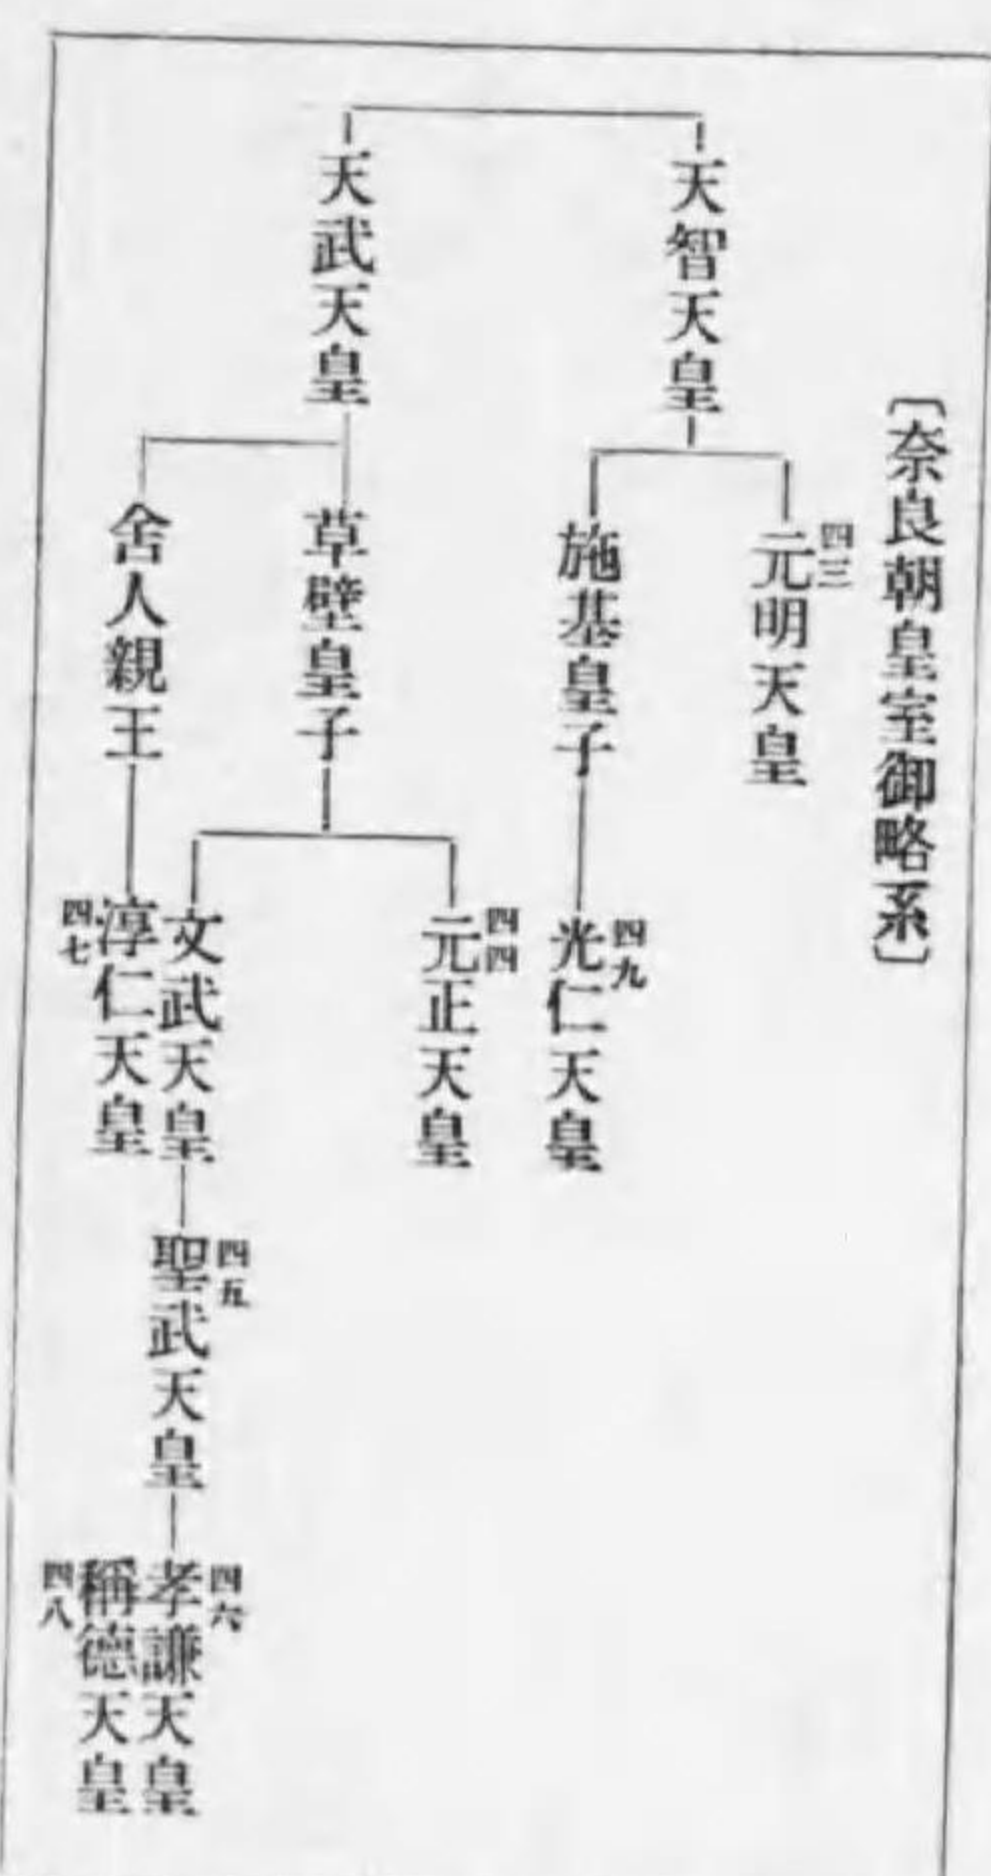 〔奈良朝皇室御略系〕
天智天皇
四三
元明天皇
施基皇子
四九
光仁天皇
天武天皇
草壁皇子
四四
元正天皇
文武天皇
四五
聖武天皇
四六
孝謙天皇
稱德天皇
四八
舍人親王
淳仁天皇
四七